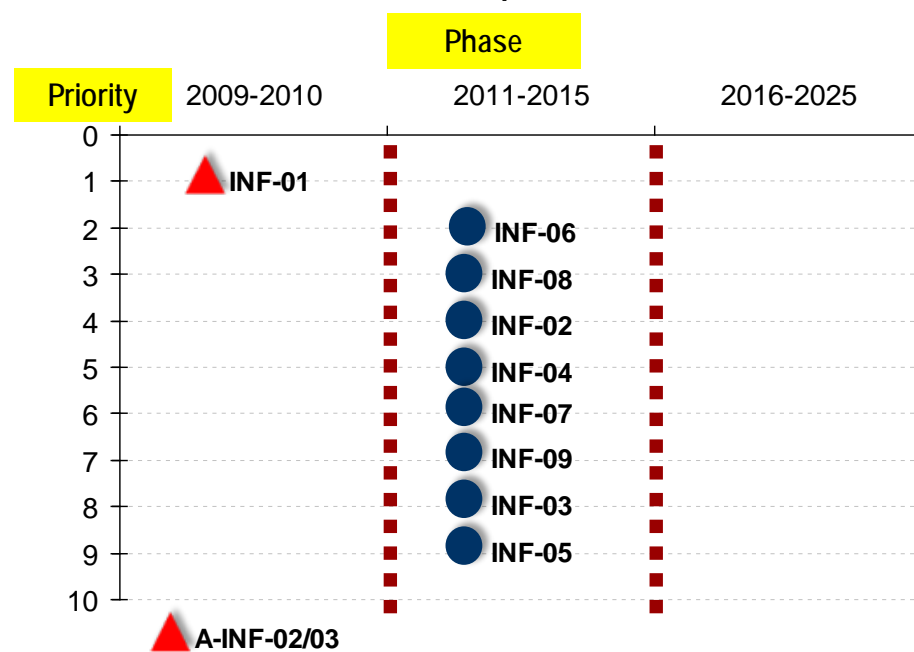 Phase
Priority 2009-2010 2011-2015 2016-2025
0
1 INF-01
2 INF-06
3 INF-08
4 INF-02
5 INF-04
6 INF-07
7 INF-09
8 INF-03
9 INF-05
10
A-INF-02/03